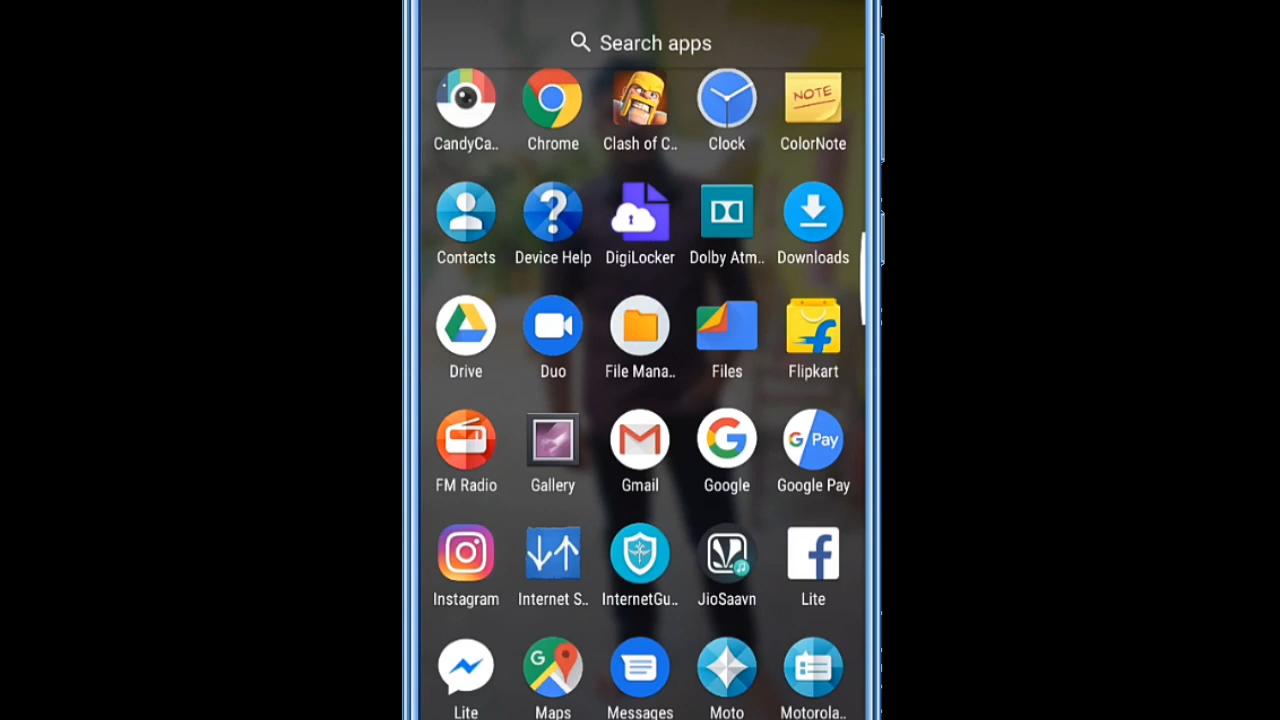 Search apps
CandyCa.. Chrome Clash of C.. Clock ColorNote
NOTE
Contacts Device Help DigiLocker Dolby Atm.. Downloads
Drive Duo File Mana.. Files Flipkart
G Pay
FM Radio Gallery Gmail Google Google Pay
Instagram Internet S.. InternetGu.. JioSaavn Lite
Lite Maps Messages Moto Motorola..